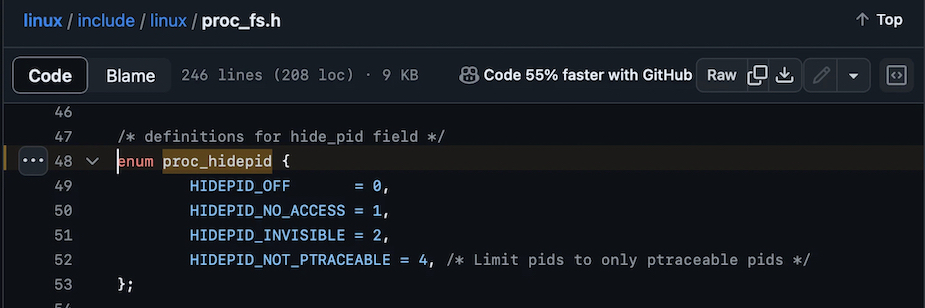 linux / include / linux / proc_fs.h
Top
Code
Blame
246 lines (208 loc) · 9 KB
Code 55% faster with GitHub
Raw
46
47 /* definitions for hide_pid field */
48 enum proc_hidepid {
49 HIDEPID_OFF = 0,
50 HIDEPID_NO_ACCESS = 1,
51 HIDEPID_INVISIBLE = 2,
52 HIDEPID_NOT_PTRACEABLE = 4, /* Limit pids to only ptraceable pids */
53 };